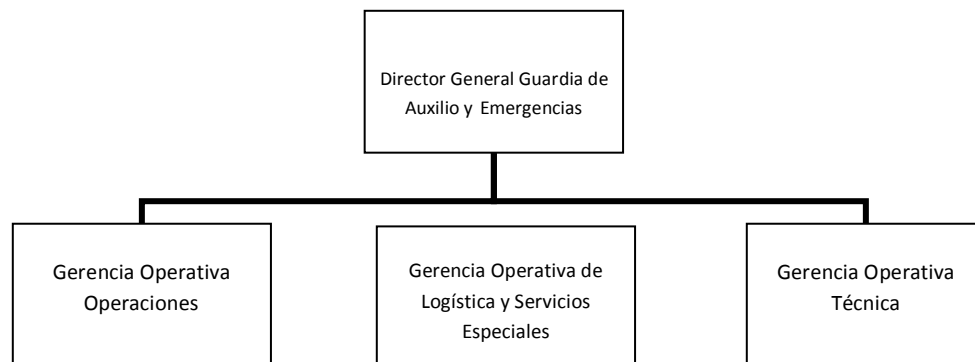 Director General Guardia de
Auxilio y Emergencias
Gerencia Operativa
Operaciones
Gerencia Operativa de
Logística y Servicios
Especiales
Gerencia Operativa
Técnica